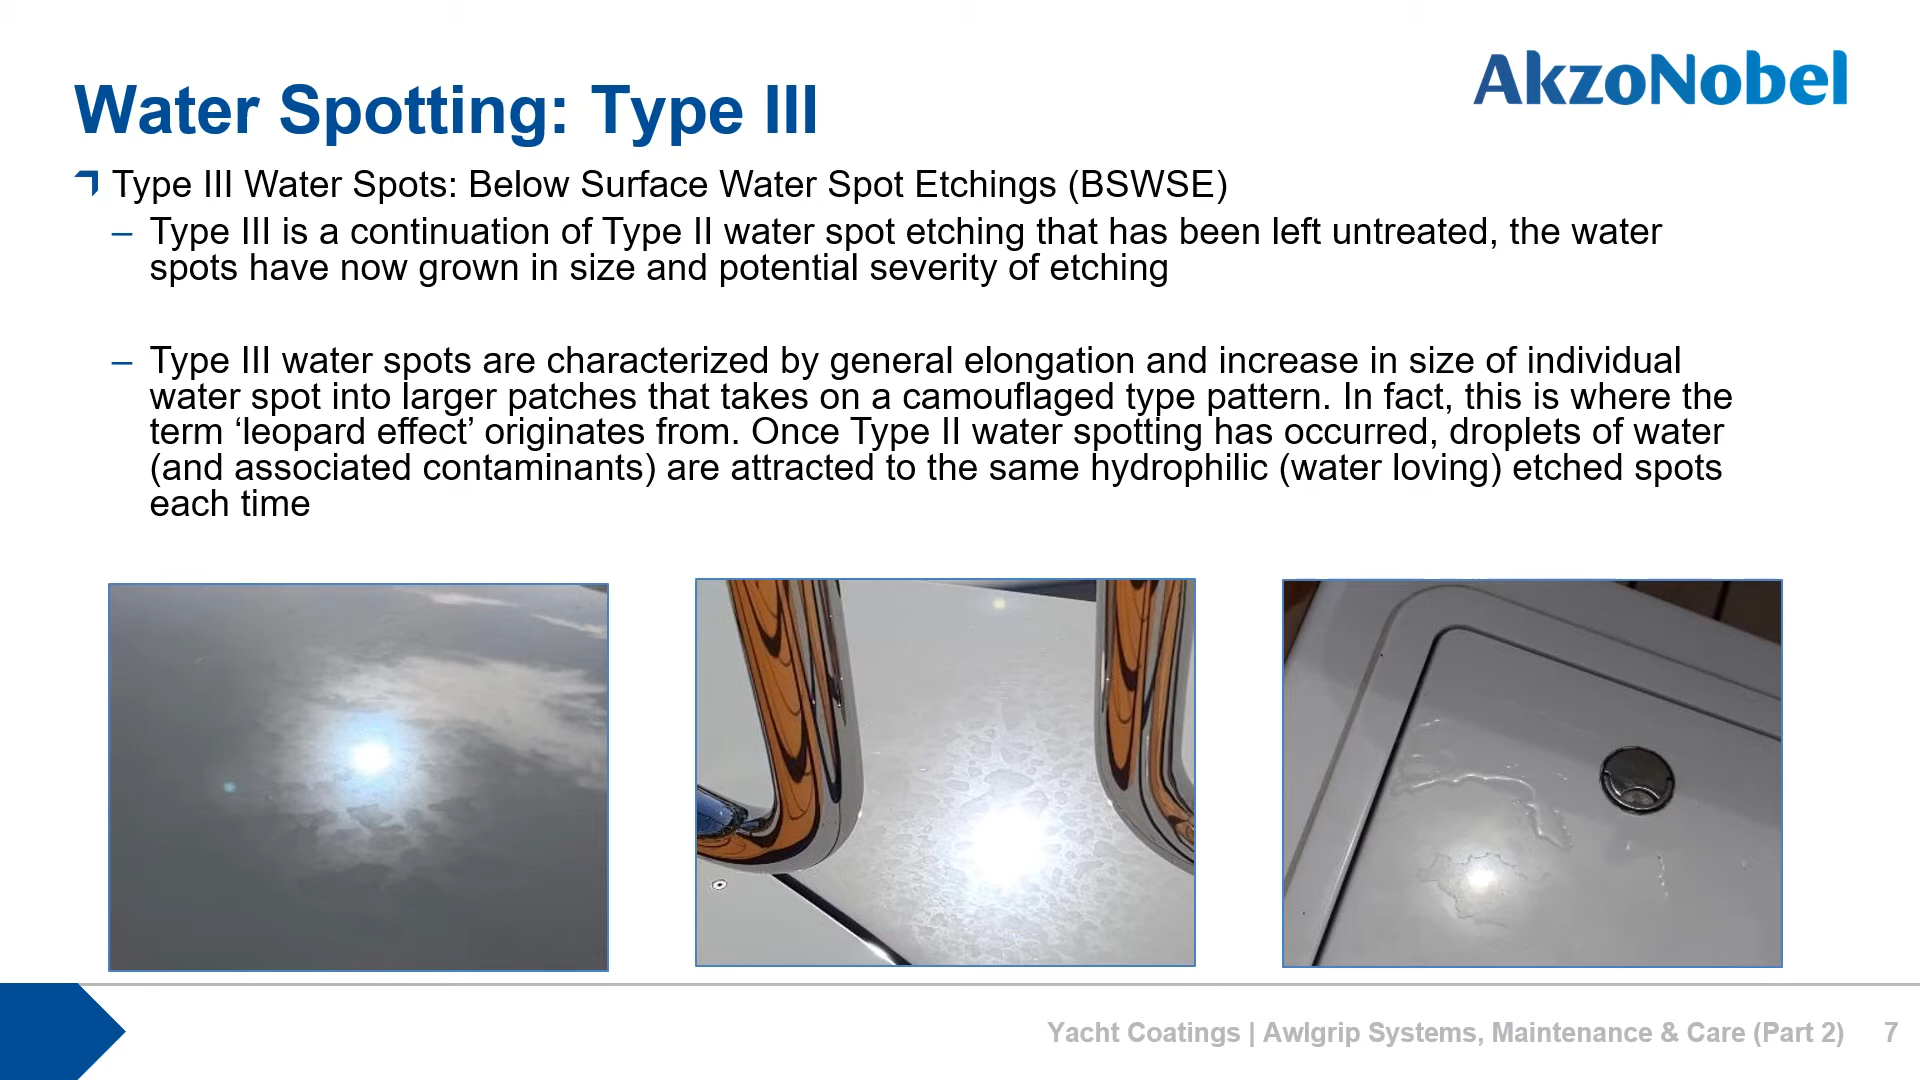 AkzoNobel
Water Spotting: Type III
Type III Water Spots: Below Surface Water Spot Etchings (BSWSE)
– Type III is a continuation of Type II water spot etching that has been left untreated, the water
spots have now grown in size and potential severity of etching
– Type III water spots are characterized by general elongation and increase in size of individual
water spot into larger patches that takes on a camouflaged type pattern. In fact, this is where the
term ‘leopard effect’ originates from. Once Type II water spotting has occurred, droplets of water
(and associated contaminants) are attracted to the same hydrophilic (water loving) etched spots
each time
Yacht Coatings | Awlgrip Systems, Maintenance & Care (Part 2) 7